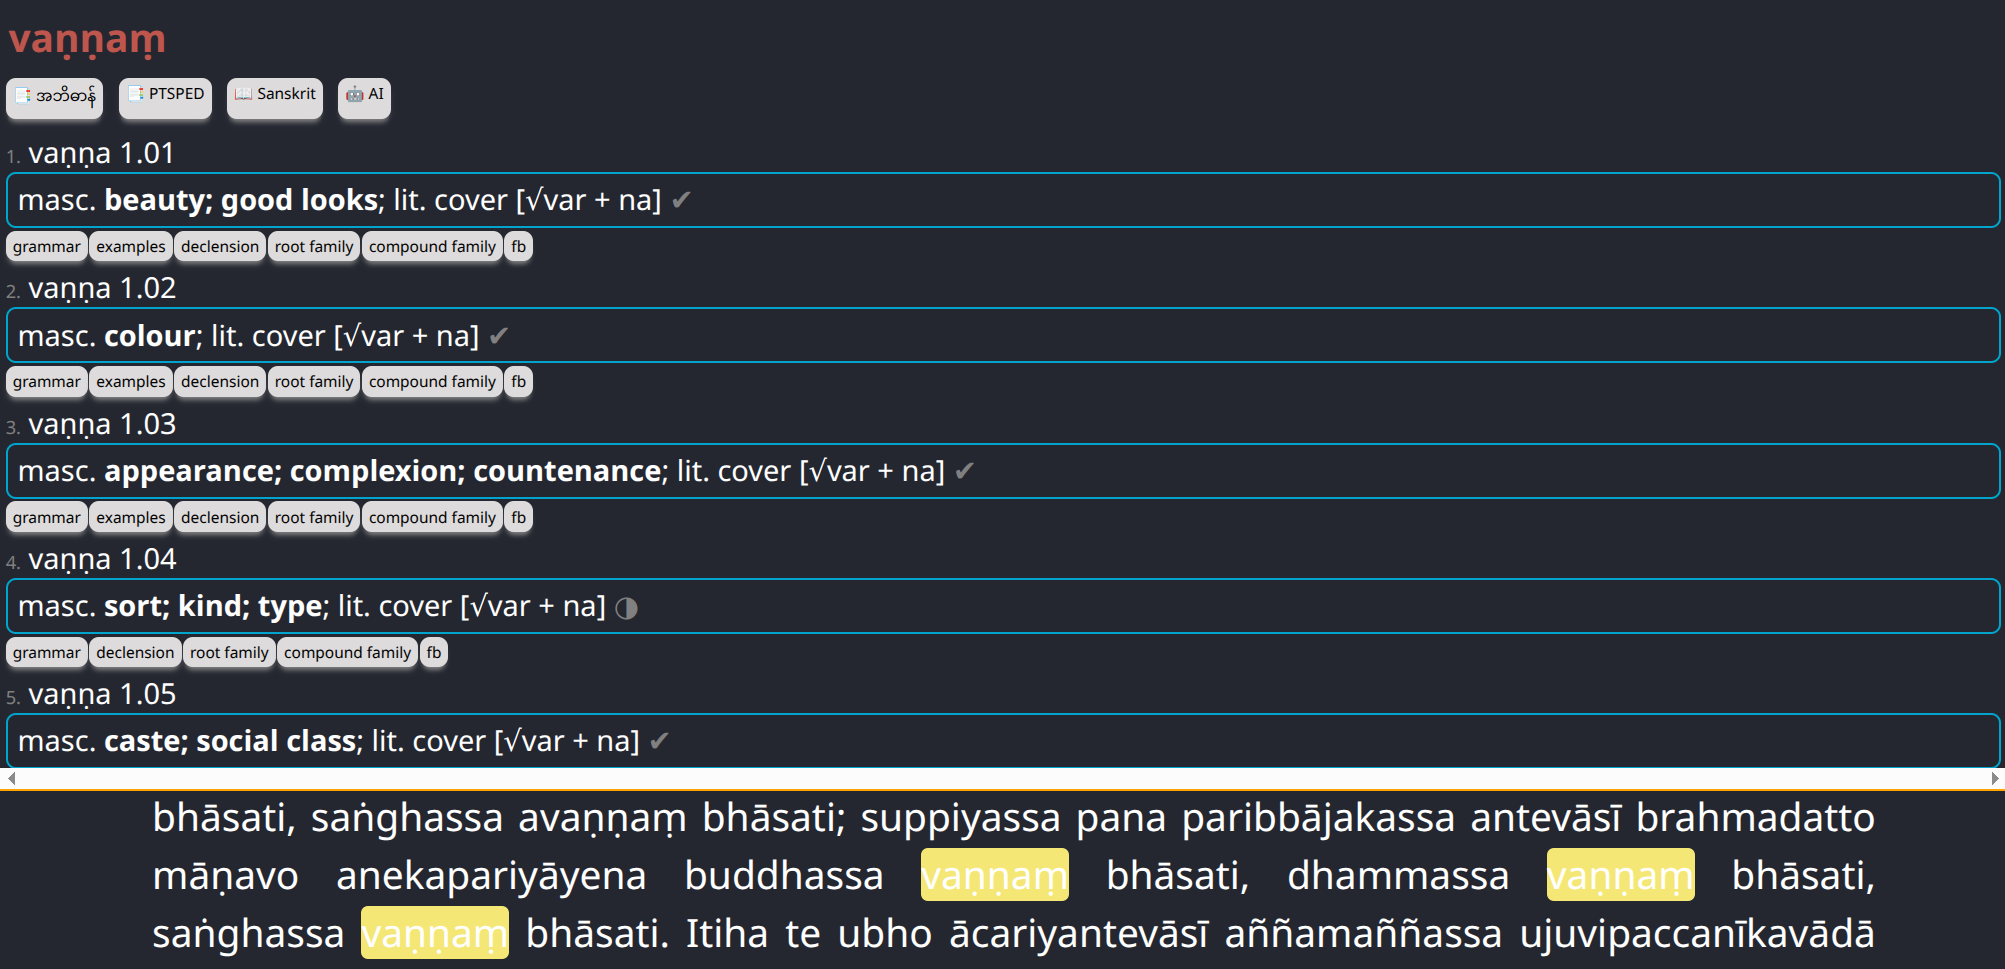 vaṇṇaṃ
📑 အဘိဓာန် 📑 PTSPED 📖 Sanskrit 🤖 AI
1. vaṇṇa 1.01
masc. beauty; good looks; lit. cover [√var + na] ✔
grammar examples declension root family compound family fb
2. vaṇṇa 1.02
masc. colour; lit. cover [√var + na] ✔
grammar examples declension root family compound family fb
3. vaṇṇa 1.03
masc. appearance; complexion; countenance; lit. cover [√var + na] ✔
grammar examples declension root family compound family fb
4. vaṇṇa 1.04
masc. sort; kind; type; lit. cover [√var + na] ◑
grammar declension root family compound family fb
5. vaṇṇa 1.05
masc. caste; social class; lit. cover [√var + na] ✔
bhāsati, saṅghassa avaṇṇaṃ bhāsati; suppiyassa pana paribbājakassa antevāsī brahmadatto
māṇavo anekapariyāyena buddhassa vaṇṇaṃ bhāsati, dhammassa vaṇṇaṃ bhāsati,
saṅghassa vaṇṇaṃ bhāsati. Itiha te ubho ācariyantevāsī aññamaññassa ujuvipaccanīkavādā